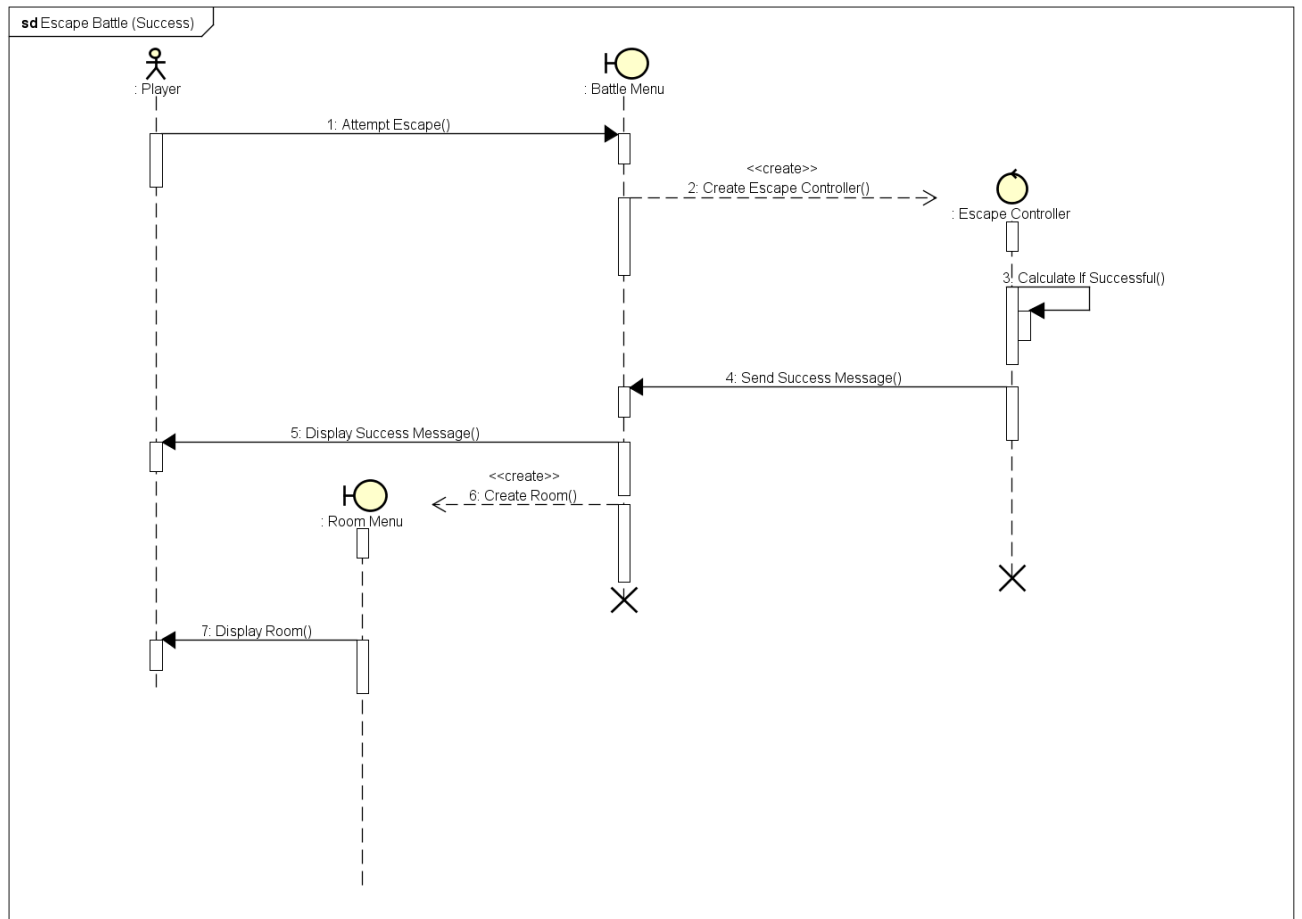 sd Escape Battle (Success)
: Player
: Battle Menu
1: Attempt Escape()
<<create>>
2: Create Escape Controller()
: Escape Controller
3: Calculate If Successful()
4: Send Success Message()
5: Display Success Message()
<<create>>
6: Create Room()
: Room Menu
7: Display Room()